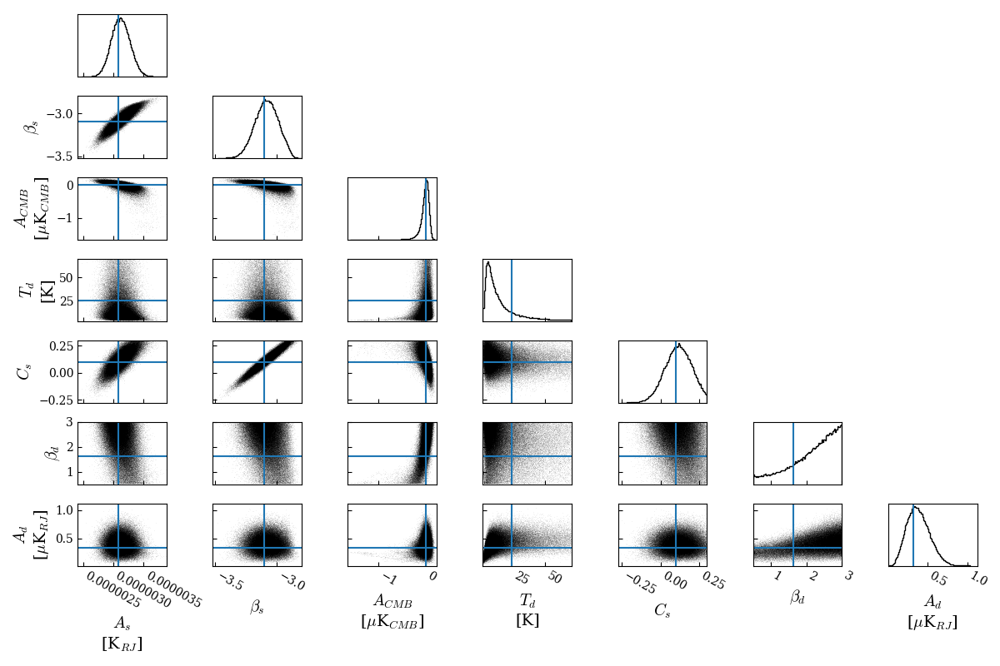 −3.0
−3.5
β_s
0
−1
A_CMB
[μK_CMB]
50
25
T_d
[K]
0.25
0.00
−0.25
C_s
3
2
1
β_d
1.0
0.5
A_d
[μK_RJ]
0.0000025
0.0000030
0.0000035
A_s
[K_RJ]
−3.5
−3.0
β_s
−1
0
A_CMB
[μK_CMB]
25
50
T_d
[K]
−0.25
0.00
0.25
C_s
1
2
3
β_d
0.5
1.0
A_d
[μK_RJ]